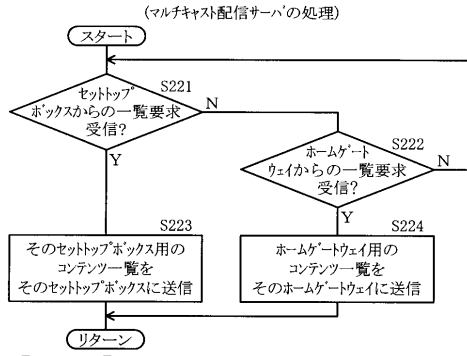 (マルチキャスト配信サーバの処理)
スタート
S221
セットトップ
ボックスからの一覧要求
受信?
N
Y
S222
ホームゲート
ウェイからの一覧要求
受信?
N
Y
S223
そのセットトップボックス用の
コンテンツ一覧を
そのセットトップボックスに送信
S224
ホームゲートウェイ用の
コンテンツ一覧を
そのホームゲートウェイに送信
リターン